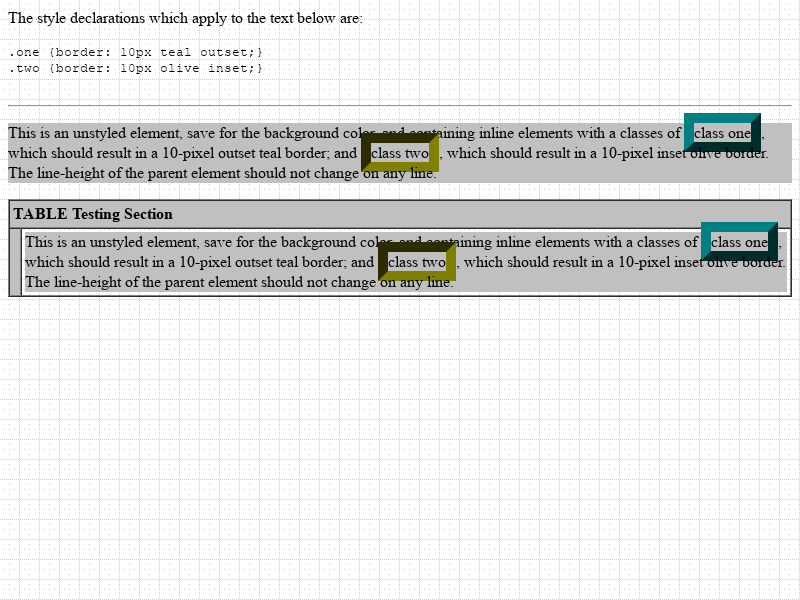 The style declarations which apply to the text below are:
.one {border: 10px teal outset;}
.two {border: 10px olive inset;}
This is an unstyled element, save for the background color, and containing inline elements with a classes of class one,
which should result in a 10-pixel outset teal border; and class two, which should result in a 10-pixel inset olive border.
The line-height of the parent element should not change on any line.
TABLE Testing Section
This is an unstyled element, save for the background color, and containing inline elements with a classes of class one,
which should result in a 10-pixel outset teal border; and class two, which should result in a 10-pixel inset olive border.
The line-height of the parent element should not change on any line.